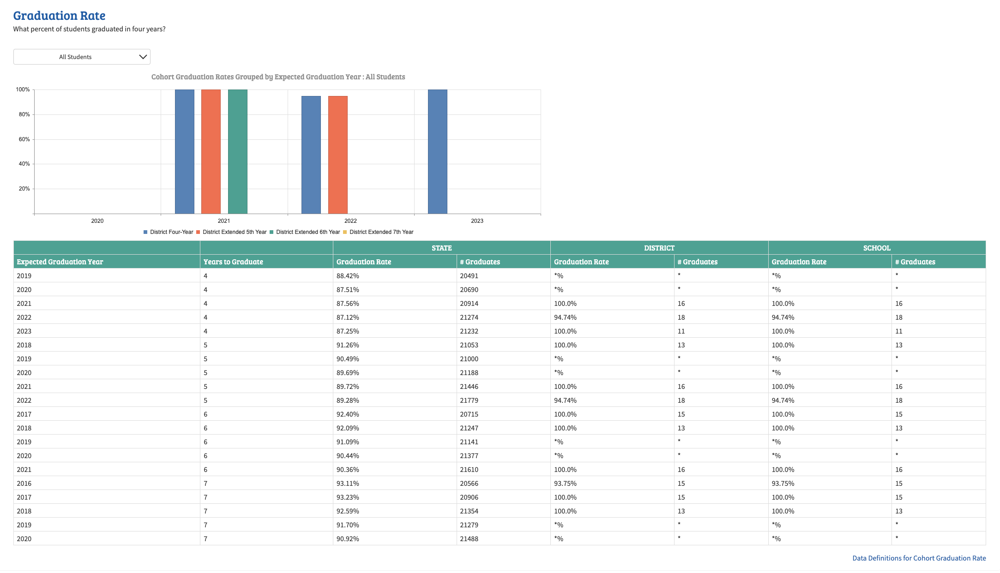 Graduation Rate
What percent of students graduated in four years?
All Students
Cohort Graduation Rates Grouped by Expected Graduation Year : All Students
100%
80%
60%
40%
20%
2020 2021 2022 2023
District Four-Year District Extended 5th Year District Extended 6th Year District Extended 7th Year
STATE DISTRICT SCHOOL
Expected Graduation Year Years to Graduate Graduation Rate # Graduates Graduation Rate # Graduates Graduation Rate # Graduates
2019 4 88.42% 20491 *% * *% *
2020 4 87.51% 20690 *% * *% *
2021 4 87.56% 20914 100.0% 16 100.0% 16
2022 4 87.12% 21274 94.74% 18 94.74% 18
2023 4 87.25% 21232 100.0% 11 100.0% 11
2018 5 91.26% 21053 100.0% 13 100.0% 13
2019 5 90.49% 21000 *% * *% *
2020 5 89.69% 21188 *% * *% *
2021 5 89.72% 21446 100.0% 16 100.0% 16
2022 5 89.28% 21779 94.74% 18 94.74% 18
2017 6 92.40% 20715 100.0% 15 100.0% 15
2018 6 92.09% 21247 100.0% 13 100.0% 13
2019 6 91.09% 21141 *% * *% *
2020 6 90.44% 21377 *% * *% *
2021 6 90.36% 21610 100.0% 16 100.0% 16
2016 7 93.11% 20566 93.75% 15 93.75% 15
2017 7 93.23% 20906 100.0% 15 100.0% 15
2018 7 92.59% 21354 100.0% 13 100.0% 13
2019 7 91.70% 21279 *% * *% *
2020 7 90.92% 21488 *% * *% *
Data Definitions for Cohort Graduation Rate